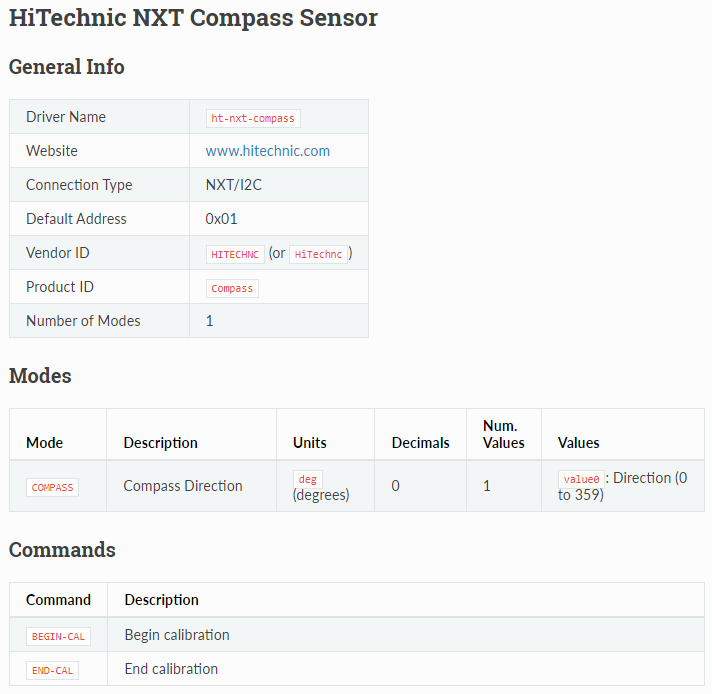 HiTechnic NXT Compass Sensor
General Info
Driver Name ht-nxt-compass
Website www.hitechnic.com
Connection Type NXT/I2C
Default Address 0x01
Vendor ID HITECHNC (or HiTechnc)
Product ID Compass
Number of Modes 1
Modes
Mode Description Units Decimals Num. Values Values
COMPASS Compass Direction deg (degrees) 0 1 value0: Direction (0 to 359)
Commands
Command Description
BEGIN-CAL Begin calibration
END-CAL End calibration